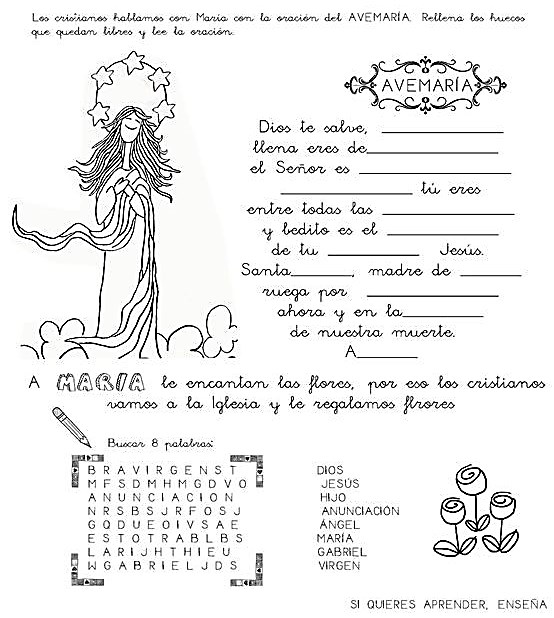 Los cristianos hablamos con María con la oración del AVEMARÍA. Rellena los huecos
que quedan libres y lee la oración.
AVEMARÍA
Dios te salve, ____________
llena eres de____________
el Señor es ____________
____________ tú eres
entre todas las ____________
y bedito es el ____________
de tu ____________ Jesús.
Santa________, madre de ________
ruega por ____________
ahora y en la____________
de nuestra muerte.
A________
A MARIA le encantan las flores, por eso los cristianos
vamos a la Iglesia y le regalamos flrores
Buscar 8 palabras:
B R A V I R G E N S T
M F S D M H M G D V O
A N U N C I A C I O N
N R S B S J R F O S J
G Q D U E O I V S A E
E S T O T R A B L B S
L A R I J H T H I E U
W G A B R I E L J D S
DIOS
JESÚS
HIJO
ANUNCIACIÓN
ÁNGEL
MARÍA
GABRIEL
VIRGEN
SI QUIERES APRENDER, ENSEÑA